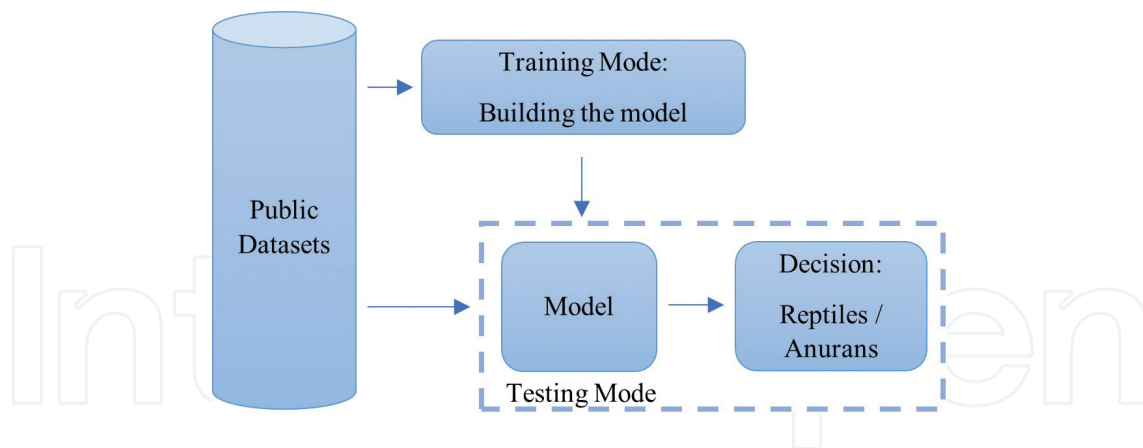 Public
Datasets
Training Mode:
Building the model
Model
Testing Mode
Decision:
Reptiles /
Anurans